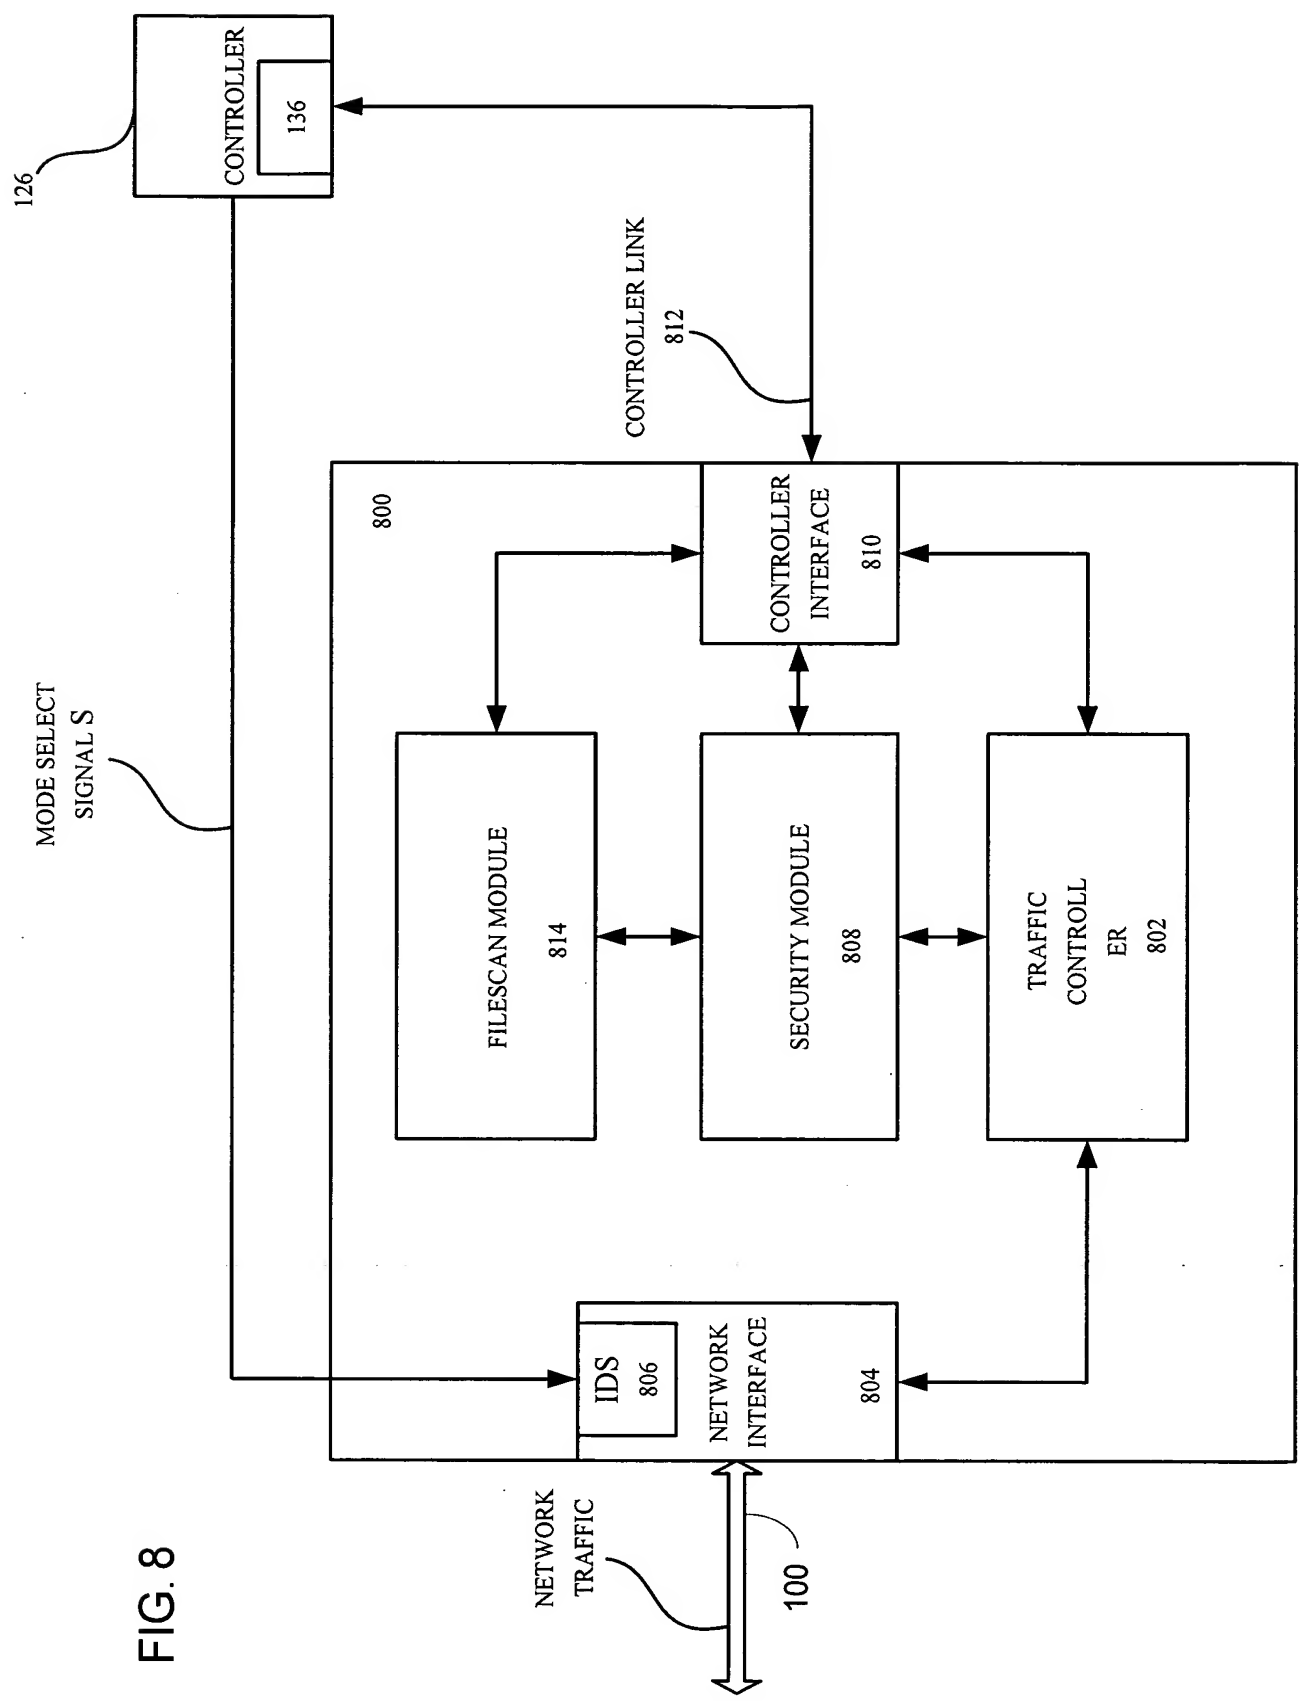 FIG. 8
MODE SELECT
SIGNAL S
126
CONTROLLER
136
CONTROLLER LINK
812
800
FILESCAN MODULE
814
SECURITY MODULE
808
TRAFFIC
CONTROLL
ER
802
CONTROLLER
INTERFACE
810
IDS
806
NETWORK
INTERFACE
804
NETWORK
TRAFFIC
100